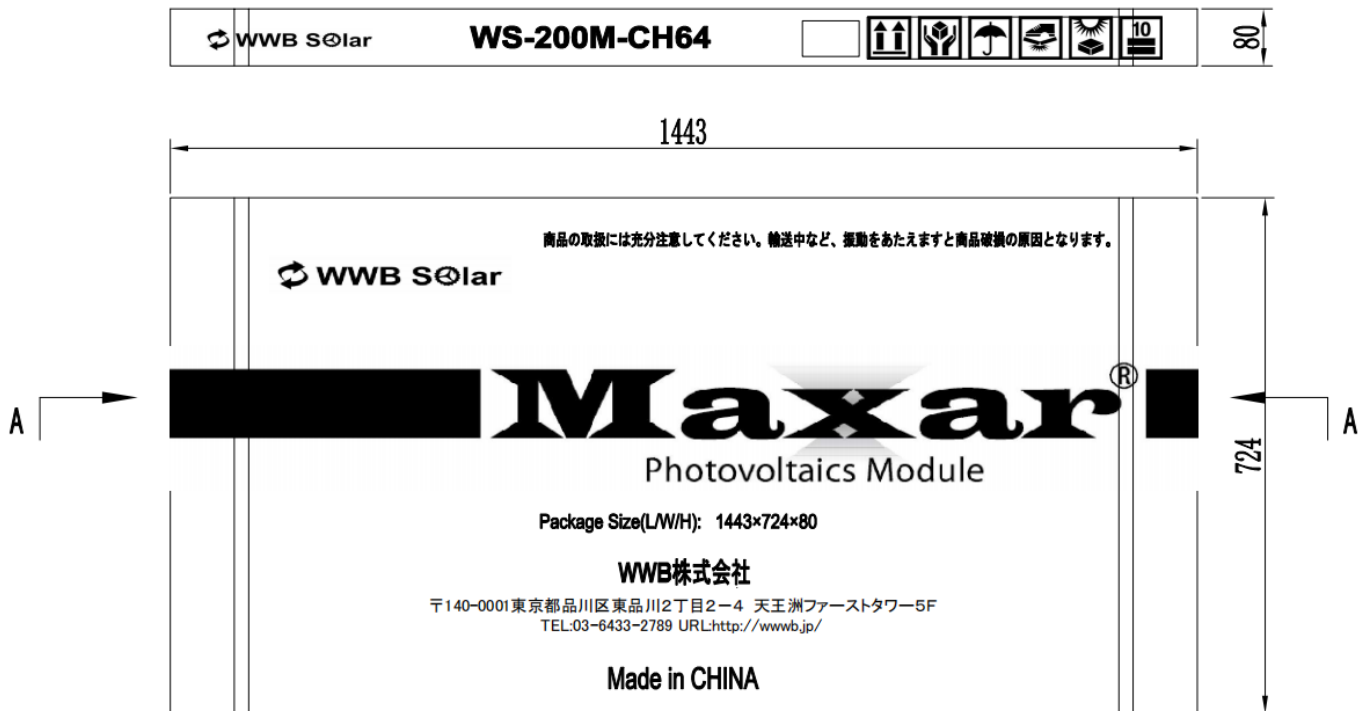 WWB SOlar WS-200M-CH64 10
80
1443
商品の取扱には充分注意してください。輸送中など、振動をあたえますと商品破損の原因となります。
WWB SOlar
Maxar®
A
A
724
Photovoltaics Module
Package Size(L/W/H): 1443×724×80
WWB株式会社
〒140-0001東京都品川区東品川2丁目2-4 天王洲ファーストタワー5F
TEL:03-6433-2789 URL:http://wwwb.jp/
Made in CHINA